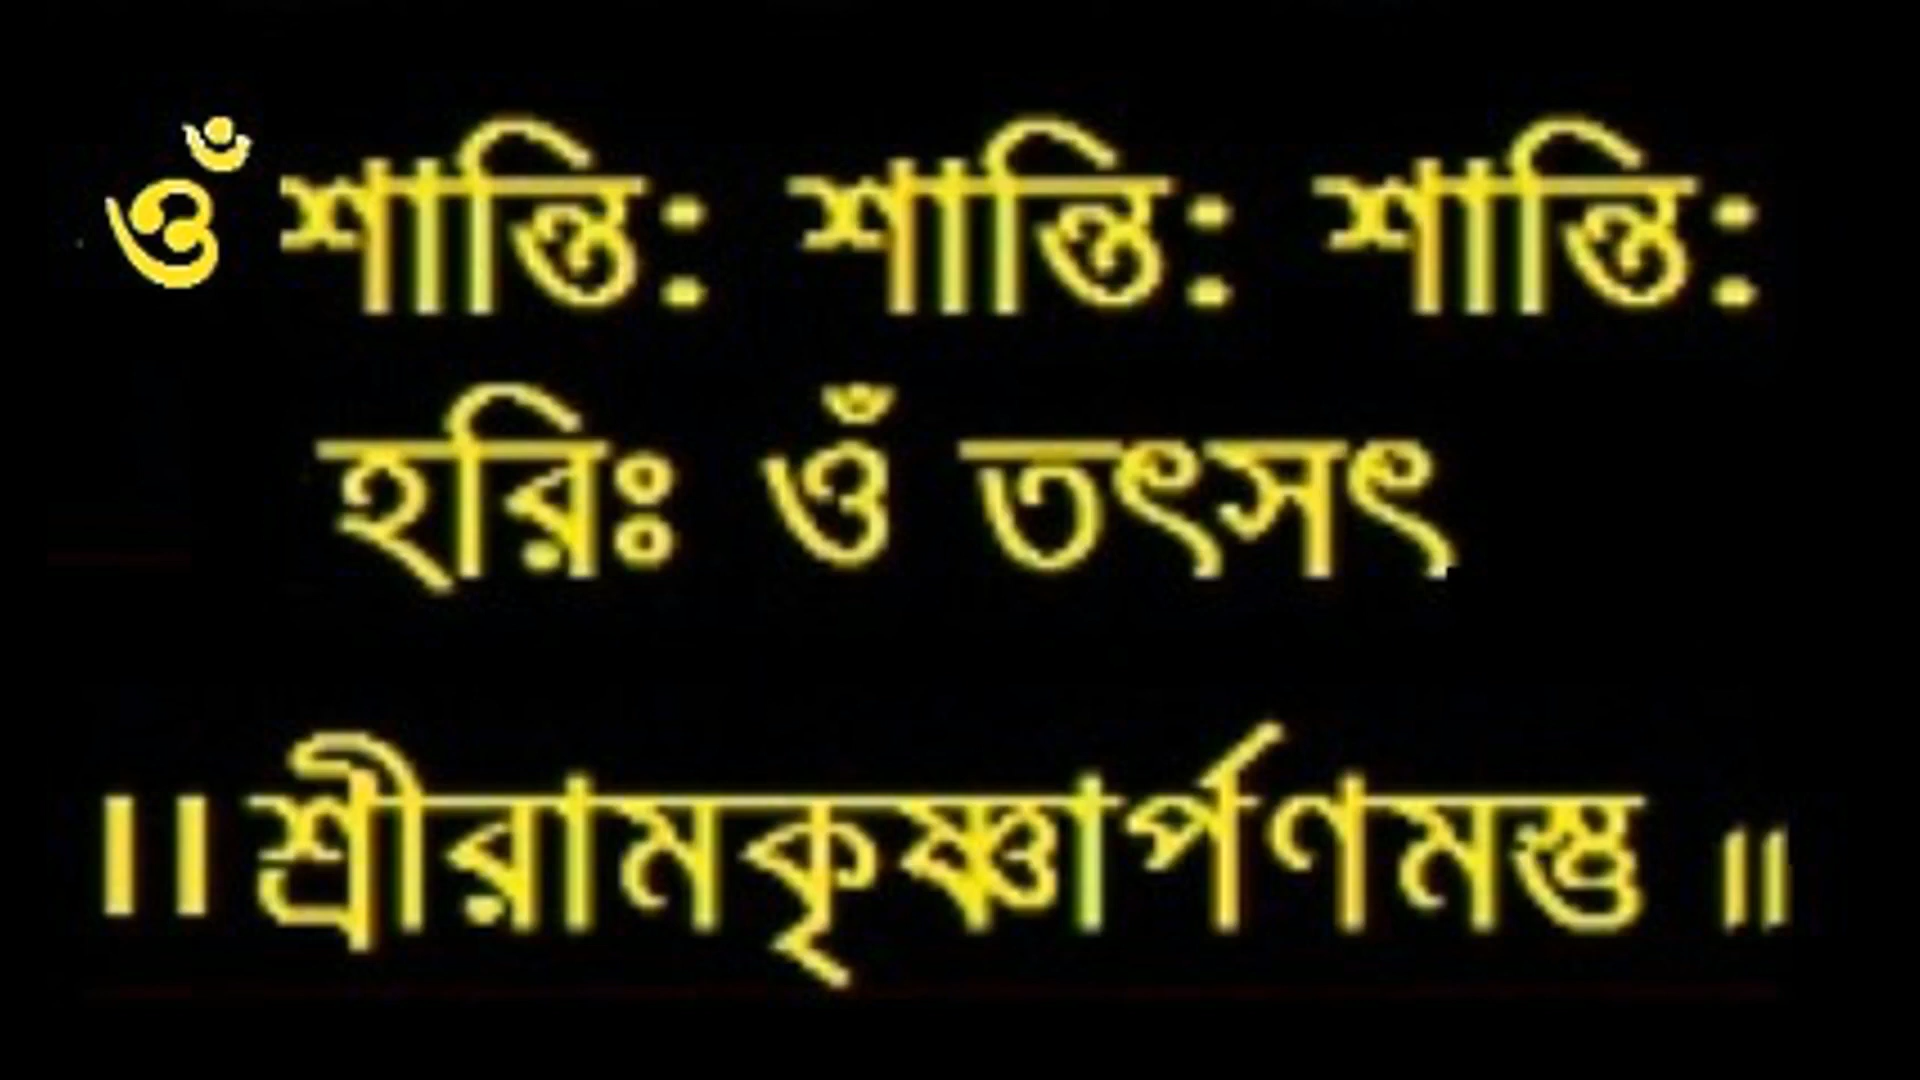 ওঁ শান্তি: শান্তি: শান্তি:
হরিঃ ওঁ তৎসৎ
।। শ্রীরামকৃষ্ণার্পণমস্তু ॥